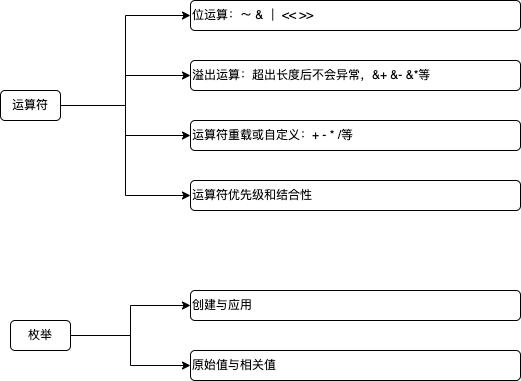 位运算：～ & ｜ << >>
溢出运算：超出长度后不会异常，&+ &- &*等
运算符
运算符重载或自定义：+ - * /等
运算符优先级和结合性
创建与应用
枚举
原始值与相关值